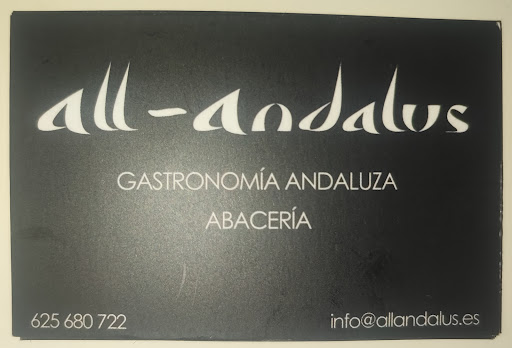 all-andalus
GASTRONOMÍA ANDALUZA
ABACERÍA
625 680 722
info@allandalus.es